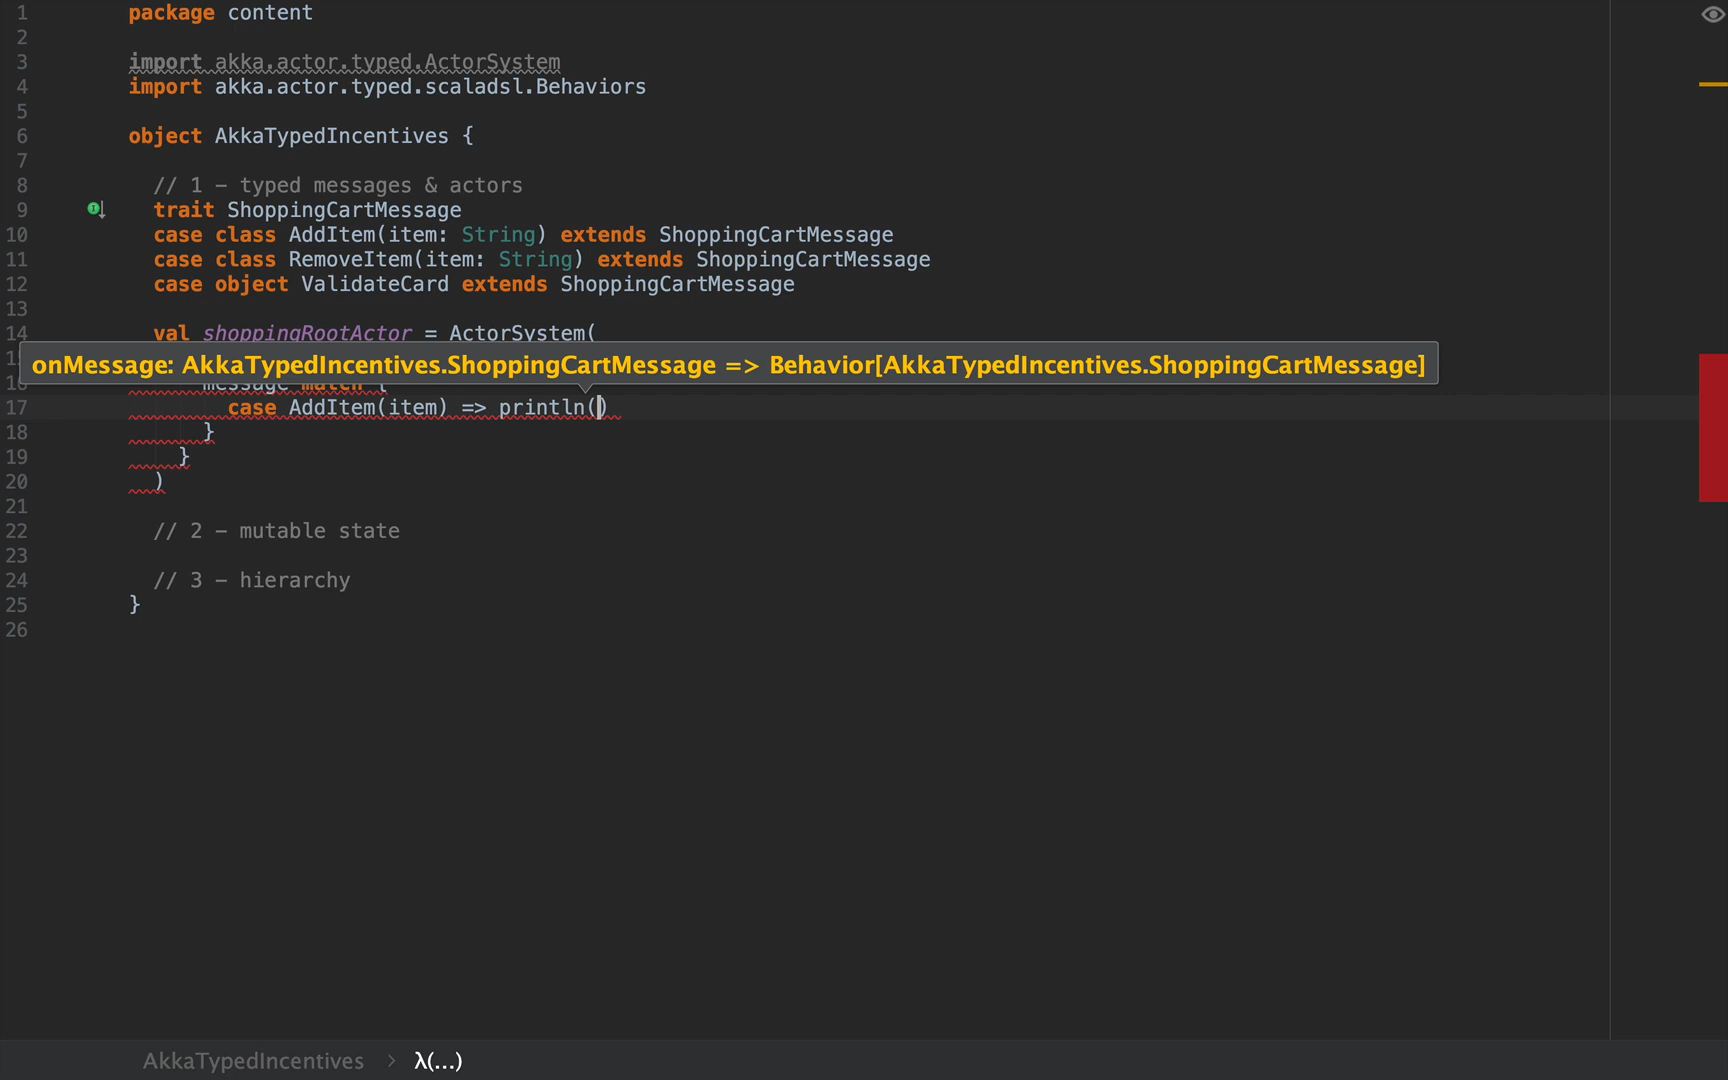 1 package content
2
3 import akka.actor.typed.ActorSystem
4 import akka.actor.typed.scaladsl.Behaviors
5
6 object AkkaTypedIncentives {
7
8 // 1 – typed messages & actors
9 trait ShoppingCartMessage
10 case class AddItem(item: String) extends ShoppingCartMessage
11 case class RemoveItem(item: String) extends ShoppingCartMessage
12 case object ValidateCard extends ShoppingCartMessage
13
14 val shoppingRootActor = ActorSystem(
onMessage: AkkaTypedIncentives.ShoppingCartMessage => Behavior[AkkaTypedIncentives.ShoppingCartMessage]
16 message match {
17 case AddItem(item) => println()
18 }
19 }
20 )
21
22 // 2 – mutable state
23
24 // 3 – hierarchy
25 }
26
AkkaTypedIncentives > λ(...)